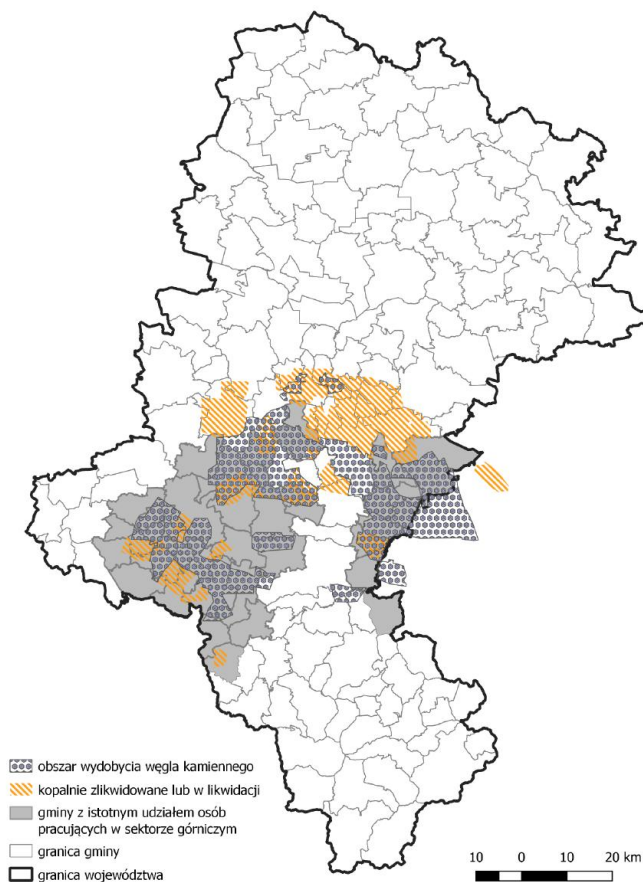 obszar wydobycia węgla kamiennego
kopalnie zlikwidowane lub w likwidacji
gminy z istotnym udziałem osób
pracujących w sektorze górniczym
granica gminy
granica województwa
10 0 10 20 km